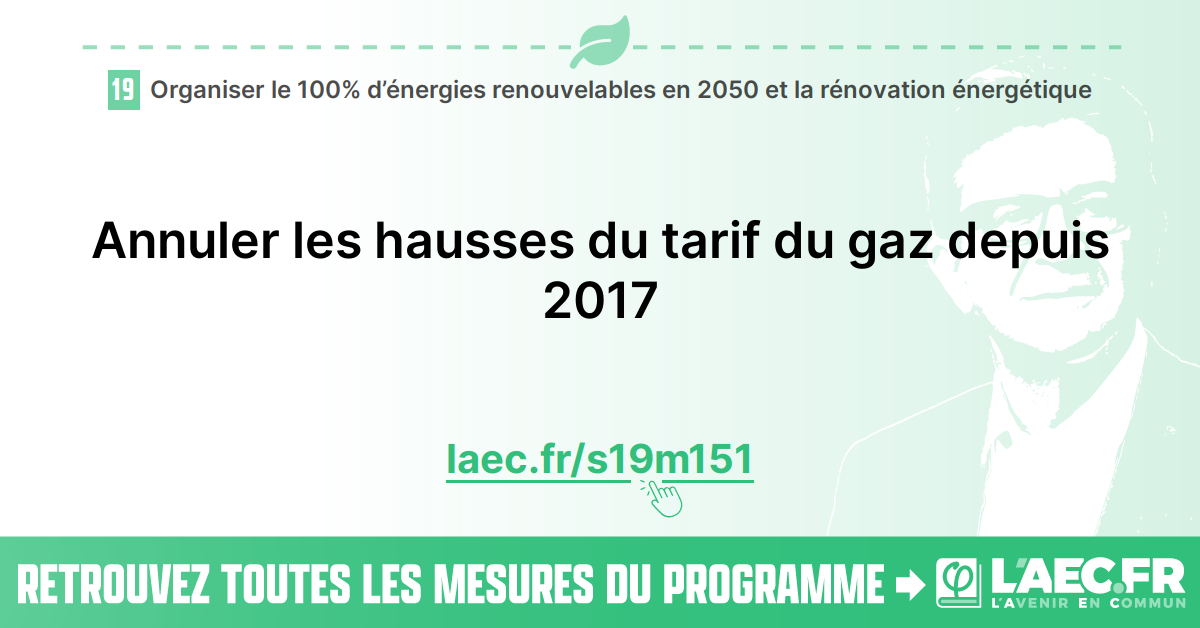 19 Organiser le 100% d’énergies renouvelables en 2050 et la rénovation énergétique
Annuler les hausses du tarif du gaz depuis
2017
laec.fr/s19m151
RETROUVEZ TOUTES LES MESURES DU PROGRAMME
φ L'AEC.FR
L'AVENIR EN COMMUN